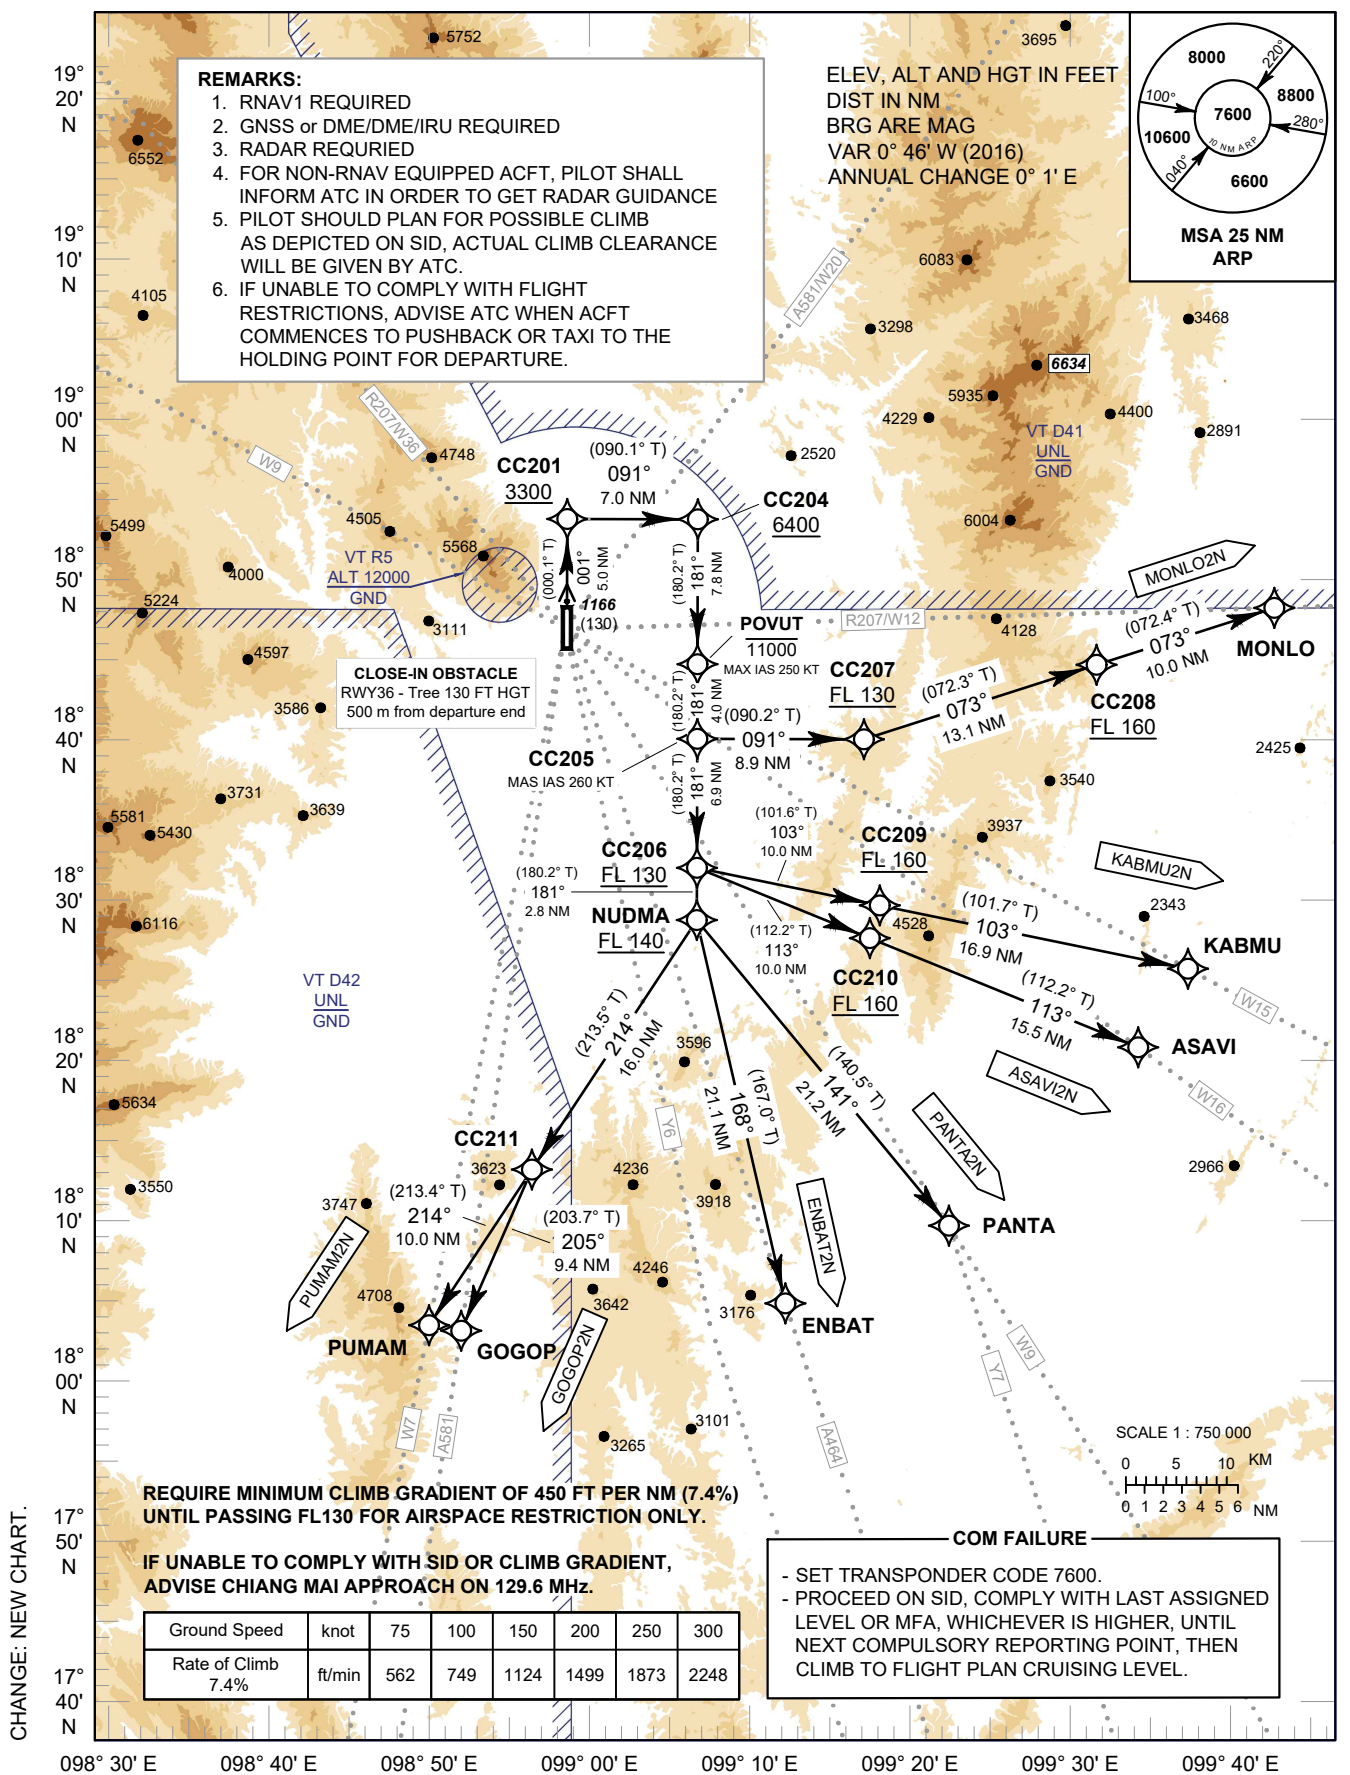 5752
3695
6552
REMARKS:
1. RNAV1 REQUIRED
2. GNSS or DME/DME/IRU REQUIRED
3. RADAR REQURIED
4. FOR NON-RNAV EQUIPPED ACFT, PILOT SHALL
INFORM ATC IN ORDER TO GET RADAR GUIDANCE
5. PILOT SHOULD PLAN FOR POSSIBLE CLIMB
AS DEPICTED ON SID, ACTUAL CLIMB CLEARANCE
WILL BE GIVEN BY ATC.
6. IF UNABLE TO COMPLY WITH FLIGHT
RESTRICTIONS, ADVISE ATC WHEN ACFT
COMMENCES TO PUSHBACK OR TAXI TO THE
HOLDING POINT FOR DEPARTURE.
ELEV, ALT AND HGT IN FEET
DIST IN NM
BRG ARE MAG
VAR 0° 46' W (2016)
ANNUAL CHANGE 0° 1' E
8000
220°
100°
7600
8800
280°
10600
10 NM ARP
040°
6600
MSA 25 NM
ARP
19°
20'
N
19°
10'
N
19°
00'
N
18°
50'
N
18°
40'
N
18°
30'
N
18°
20'
N
18°
10'
N
18°
00'
N
17°
50'
N
17°
40'
N
4105
A581/W20
6083
3298
3468
6634
5935
4229
4400
2891
VT D41
UNL
GND
6004
2520
R207/W36
W9
4748
5499
4505
5568
4000
5224
VT R5
ALT 12000
GND
3111
4597
3586
CC201
3300
(090.1° T)
091°
7.0 NM
CC204
6400
(000.1° T)
001°
5.0 NM
1166
(130)
(180.2° T)
181°
7.8 NM
POVUT
11000
MAX IAS 250 KT
R207/W12
4128
MONLO2N
(072.4° T)
073°
10.0 NM
MONLO
CLOSE-IN OBSTACLE
RWY36 - Tree 130 FT HGT
500 m from departure end
CC207
FL 130
(072.3° T)
073°
13.1 NM
CC208
FL 160
(180.2° T)
181°
4.0 NM
(090.2° T)
091°
8.9 NM
CC205
MAS IAS 260 KT
2425
3540
3731
3639
5581
5430
(180.2° T)
181°
6.9 NM
(101.6° T)
103°
10.0 NM
CC209
FL 160
3937
KABMU2N
CC206
FL 130
(180.2° T)
181°
2.8 NM
NUDMA
FL 140
(112.2° T)
113°
10.0 NM
4528
(101.7° T)
103°
16.9 NM
2343
KABMU
6116
VT D42
UNL
GND
CC210
FL 160
(112.2° T)
113°
15.5 NM
W15
ASAVI
ASAVI2N
W16
(213.5° T)
214°
16.0 NM
3596
Y6
(167.0° T)
168°
21.1 NM
(140.5° T)
141°
21.2 NM
PANTA2N
5634
3550
CC211
3623
4236
3918
2966
3747
(213.4° T)
214°
10.0 NM
(203.7° T)
205°
9.4 NM
PUMAM2N
ENBAT2N
PANTA
4246
3642
3176
4708
ENBAT
PUMAM
GOGOP
GOGOP2N
W9
Y7
W7
A581
3101
3265
A464
SCALE 1 : 750 000
0 5 10 KM
0 1 2 3 4 5 6 NM
REQUIRE MINIMUM CLIMB GRADIENT OF 450 FT PER NM (7.4%)
UNTIL PASSING FL130 FOR AIRSPACE RESTRICTION ONLY.
IF UNABLE TO COMPLY WITH SID OR CLIMB GRADIENT,
ADVISE CHIANG MAI APPROACH ON 129.6 MHz.
Ground Speed knot 75 100 150 200 250 300
Rate of Climb
7.4% ft/min 562 749 1124 1499 1873 2248
COM FAILURE
- SET TRANSPONDER CODE 7600.
- PROCEED ON SID, COMPLY WITH LAST ASSIGNED
LEVEL OR MFA, WHICHEVER IS HIGHER, UNTIL
NEXT COMPULSORY REPORTING POINT, THEN
CLIMB TO FLIGHT PLAN CRUISING LEVEL.
CHANGE: NEW CHART.
098° 30' E
098° 40' E
098° 50' E
099° 00' E
099° 10' E
099° 20' E
099° 30' E
099° 40' E